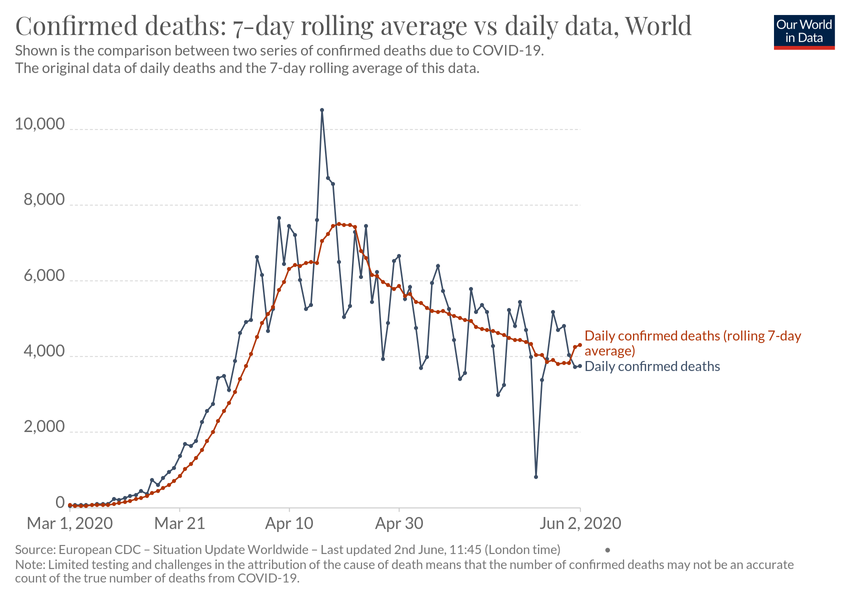 Confirmed deaths: 7-day rolling average vs daily data, World
Our World
in Data
Shown is the comparison between two series of confirmed deaths due to COVID-19.
The original data of daily deaths and the 7-day rolling average of this data.
10,000
8,000
6,000
4,000
2,000
0
Daily confirmed deaths (rolling 7-day
average)
Daily confirmed deaths
Mar 1, 2020 Mar 21 Apr 10 Apr 30 Jun 2, 2020
Source: European CDC – Situation Update Worldwide – Last updated 2nd June, 11:45 (London time) •
Note: Limited testing and challenges in the attribution of the cause of death means that the number of confirmed deaths may not be an accurate
count of the true number of deaths from COVID-19.